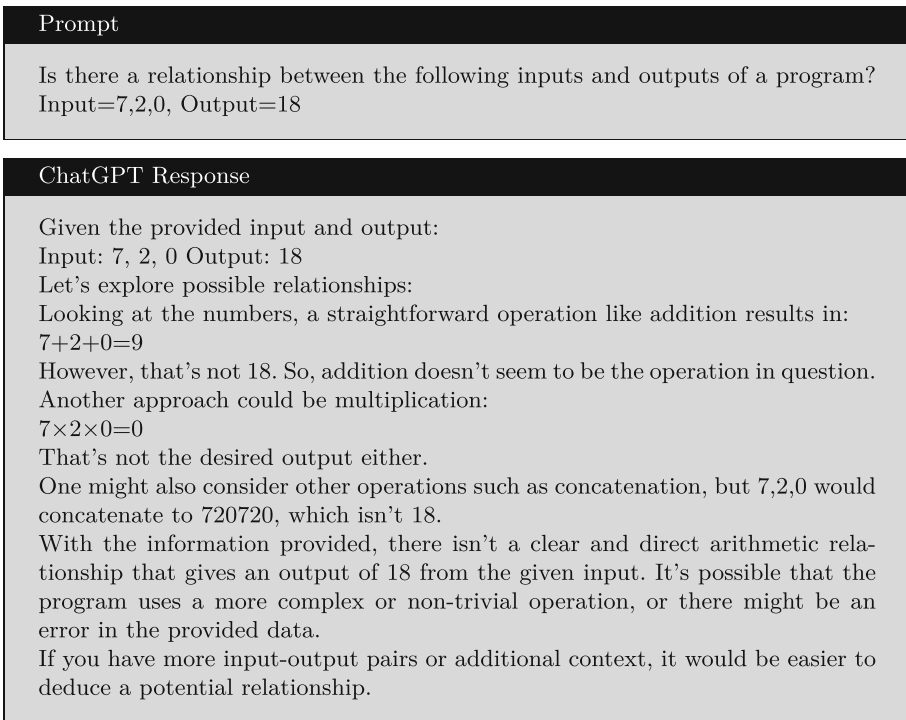 Prompt
Is there a relationship between the following inputs and outputs of a program?
Input=7,2,0, Output=18
ChatGPT Response
Given the provided input and output:
Input: 7, 2, 0 Output: 18
Let's explore possible relationships:
Looking at the numbers, a straightforward operation like addition results in:
7+2+0=9
However, that's not 18. So, addition doesn't seem to be the operation in question.
Another approach could be multiplication:
7×2×0=0
That's not the desired output either.
One might also consider other operations such as concatenation, but 7,2,0 would
concatenate to 720720, which isn't 18.
With the information provided, there isn't a clear and direct arithmetic rela-
tionship that gives an output of 18 from the given input. It's possible that the
program uses a more complex or non-trivial operation, or there might be an
error in the provided data.
If you have more input-output pairs or additional context, it would be easier to
deduce a potential relationship.